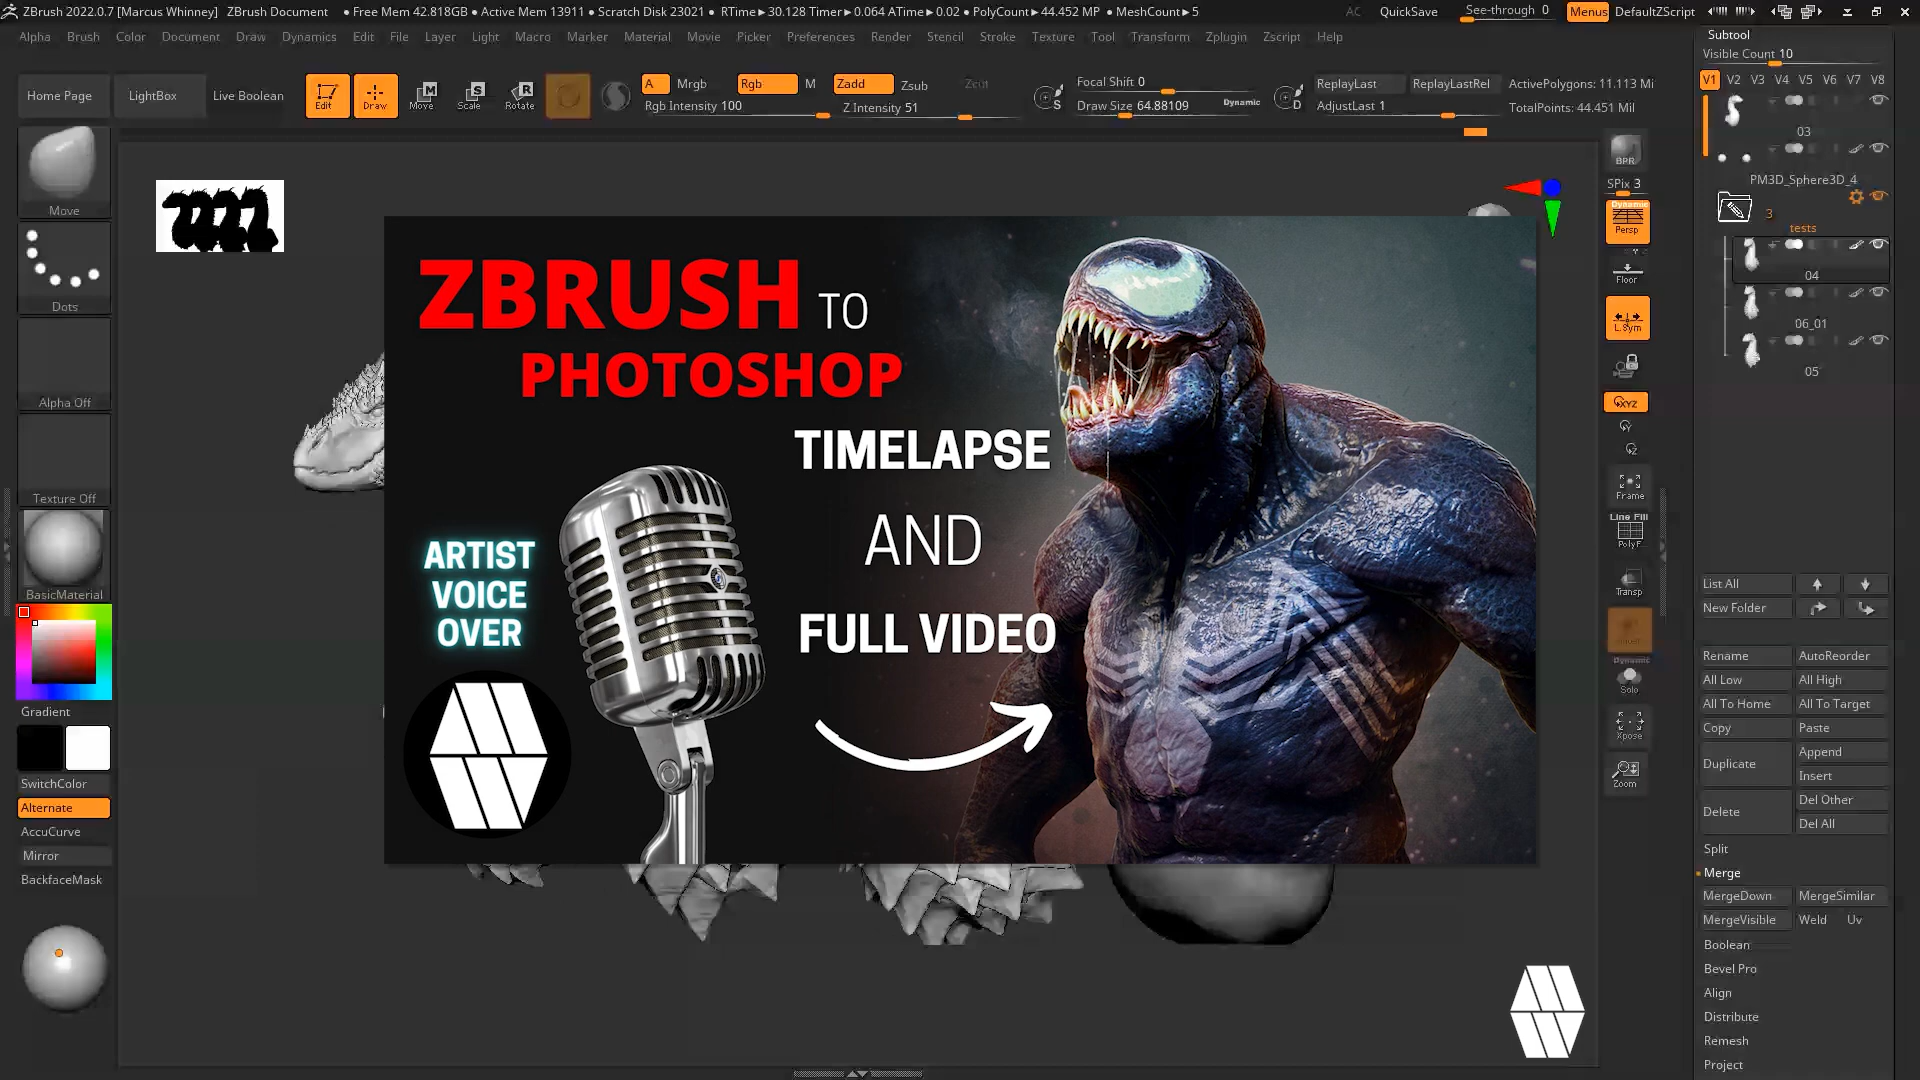 ZBrush 2022.0.7 [Marcus Whinney] ZBrush Document • Free Mem 42.818GB • Active Mem 13911 • Scratch Disk 23021 • RTime►30.128 Timer►0.064 ATime►0.02 • PolyCount►44.452 MP • MeshCount►5 AC QuickSave See-through 0 Menus DefaultZScript
Alpha Brush Color Document Draw Dynamics Edit File Layer Light Macro Marker Material Movie Picker Preferences Render Stencil Stroke Texture Tool Transform Zplugin Zscript Help
Home Page LightBox Live Boolean
Edit Draw Move Scale Rotate
A Mrgb Rgb M Zadd Zsub Zcut
Rgb Intensity 100 Z Intensity 51
Focal Shift 0
Draw Size 64.88109 Dynamic
ReplayLast ReplayLastRel ActivePolygons: 11.113 Mi
AdjustLast 1 TotalPoints: 44.451 Mil
Move
Dots
Alpha Off
Texture Off
BasicMaterial
Gradient
SwitchColor
Alternate
AccuCurve
Mirror
BackfaceMask
ZBRUSH TO
PHOTOSHOP
TIMELAPSE
AND
FULL VIDEO
ARTIST
VOICE
OVER
BPR
SPix 3
Dynamic
Persp
Floor
L.Sym
XYZ
Frame
Line Fill
PolyF
Transp
Dynamic
Solo
Xpose
Zoom
Subtool
Visible Count 10
V1 V2 V3 V4 V5 V6 V7 V8
03
PM3D_Sphere3D_4
3
tests
04
06_01
05
List All
New Folder
Rename AutoReorder
All Low All High
All To Home All To Target
Copy Paste
Duplicate Append
Insert
Delete Del Other
Del All
Split
Merge
MergeDown MergeSimilar
MergeVisible Weld Uv
Boolean
Bevel Pro
Align
Distribute
Remesh
Project